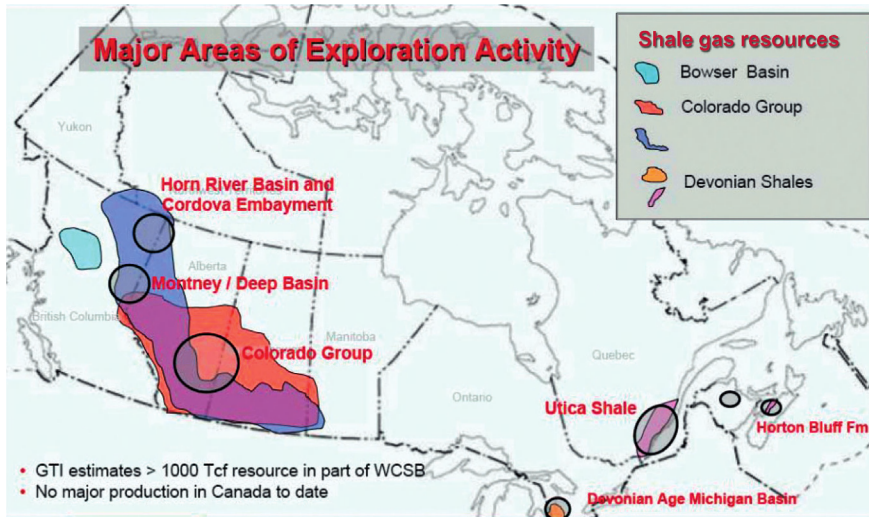 Major Areas of Exploration Activity
Shale gas resources
Bowser Basin
Colorado Group
Devonian Shales
Yukon
Northwest Territories
Horn River Basin and
Cordova Embayment
Alberta
Montney / Deep Basin
British Columbia
Manitoba
Colorado Group
Quebec
Ontario
Utica Shale
Horton Bluff Fm
• GTI estimates > 1000 Tcf resource in part of WCSB
• No major production in Canada to date
Devonian Age Michigan Basin